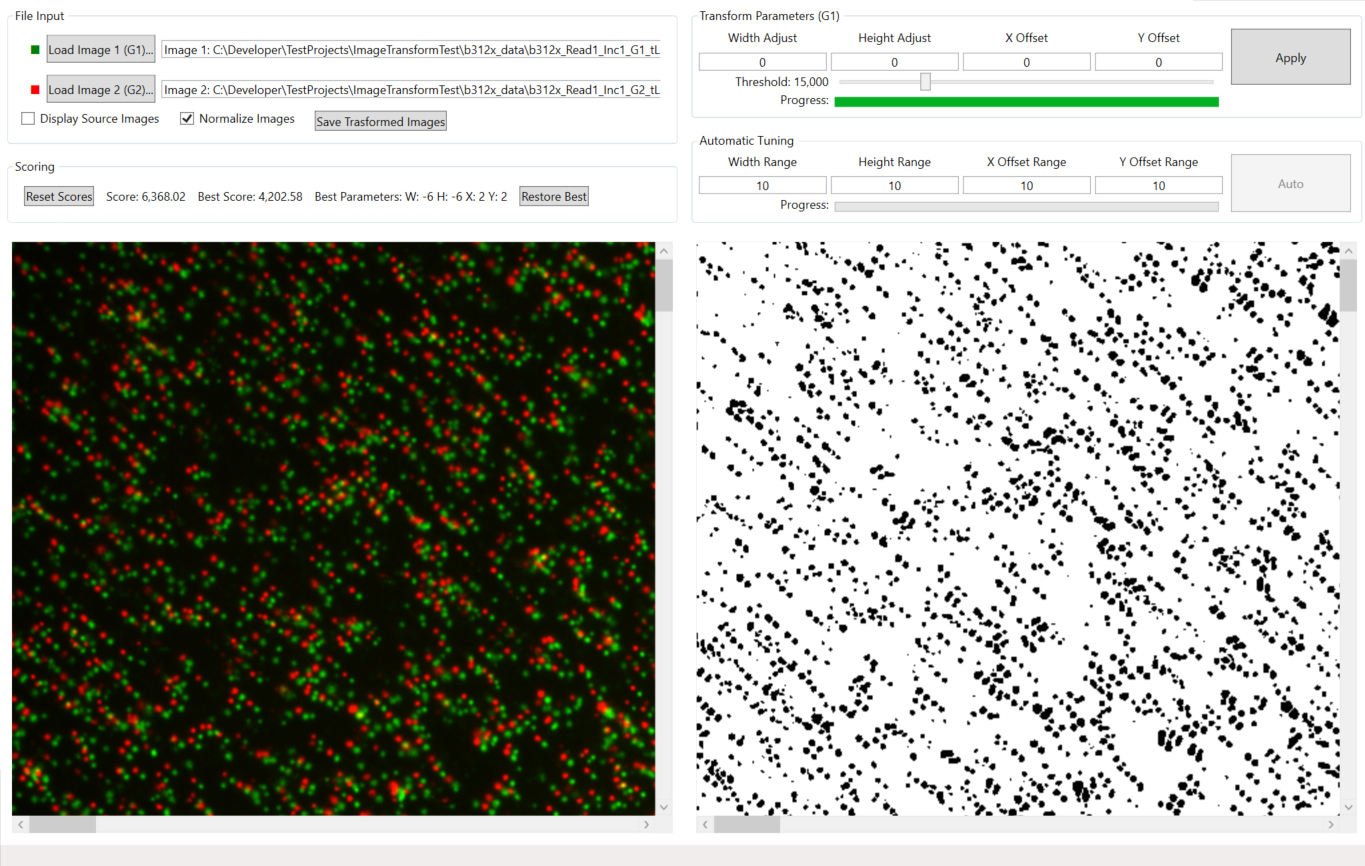 File Input
Load Image 1 (G1)... Image 1: C:\Developer\TestProjects\ImageTransformTest\b312x_data\b312x_Read1_Inc1_G1_tL
Load Image 2 (G2)... Image 2: C:\Developer\TestProjects\ImageTransformTest\b312x_data\b312x_Read1_Inc1_G2_tL
Display Source Images Normalize Images Save Trasformed Images
Scoring
Reset Scores Score: 6,368.02 Best Score: 4,202.58 Best Parameters: W: -6 H: -6 X: 2 Y: 2 Restore Best
Transform Parameters (G1)
Width Adjust Height Adjust X Offset Y Offset
0 0 0 0
Apply
Threshold: 15,000
Progress:
Automatic Tuning
Width Range Height Range X Offset Range Y Offset Range
10 10 10 10
Auto
Progress: